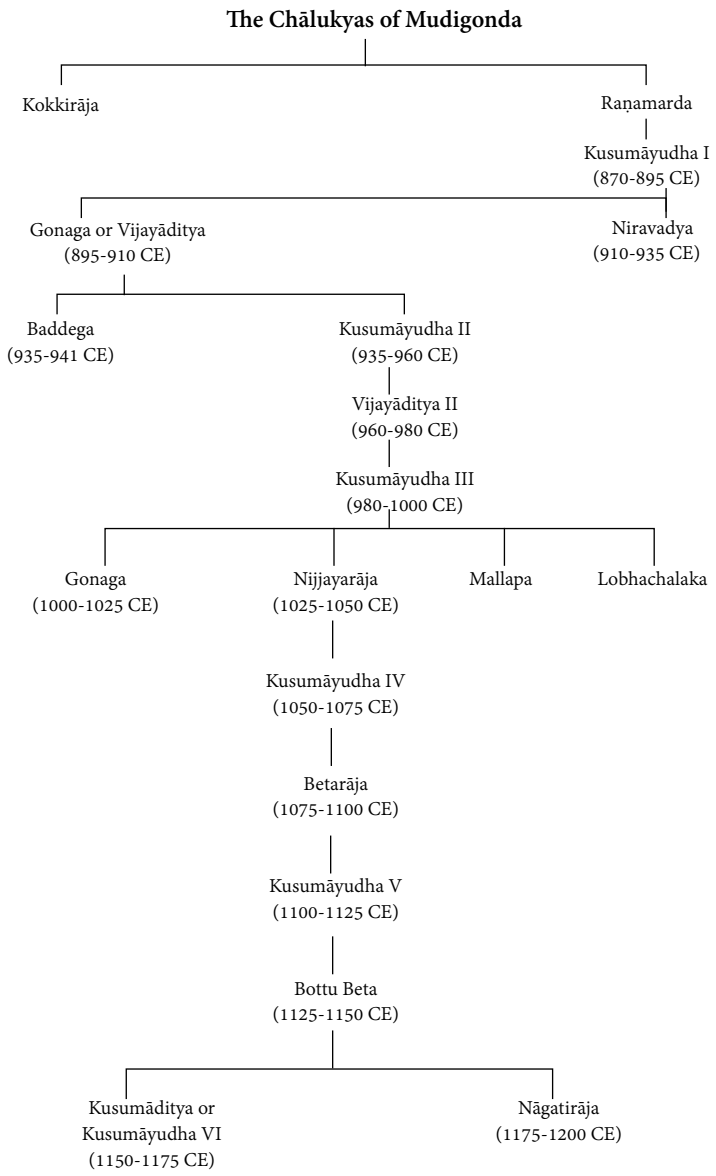 The Chālukyas of Mudigonda
Kokkirāja
Raṇamarda
Kusumāyudha I
(870-895 CE)
Gonaga or Vijayāditya
(895-910 CE)
Niravadya
(910-935 CE)
Baddega
(935-941 CE)
Kusumāyudha II
(935-960 CE)
Vijayāditya II
(960-980 CE)
Kusumāyudha III
(980-1000 CE)
Gonaga
(1000-1025 CE)
Nijjayarāja
(1025-1050 CE)
Mallapa
Lobhachalaka
Kusumāyudha IV
(1050-1075 CE)
Betarāja
(1075-1100 CE)
Kusumāyudha V
(1100-1125 CE)
Bottu Beta
(1125-1150 CE)
Kusumāditya or
Kusumāyudha VI
(1150-1175 CE)
Nāgatirāja
(1175-1200 CE)